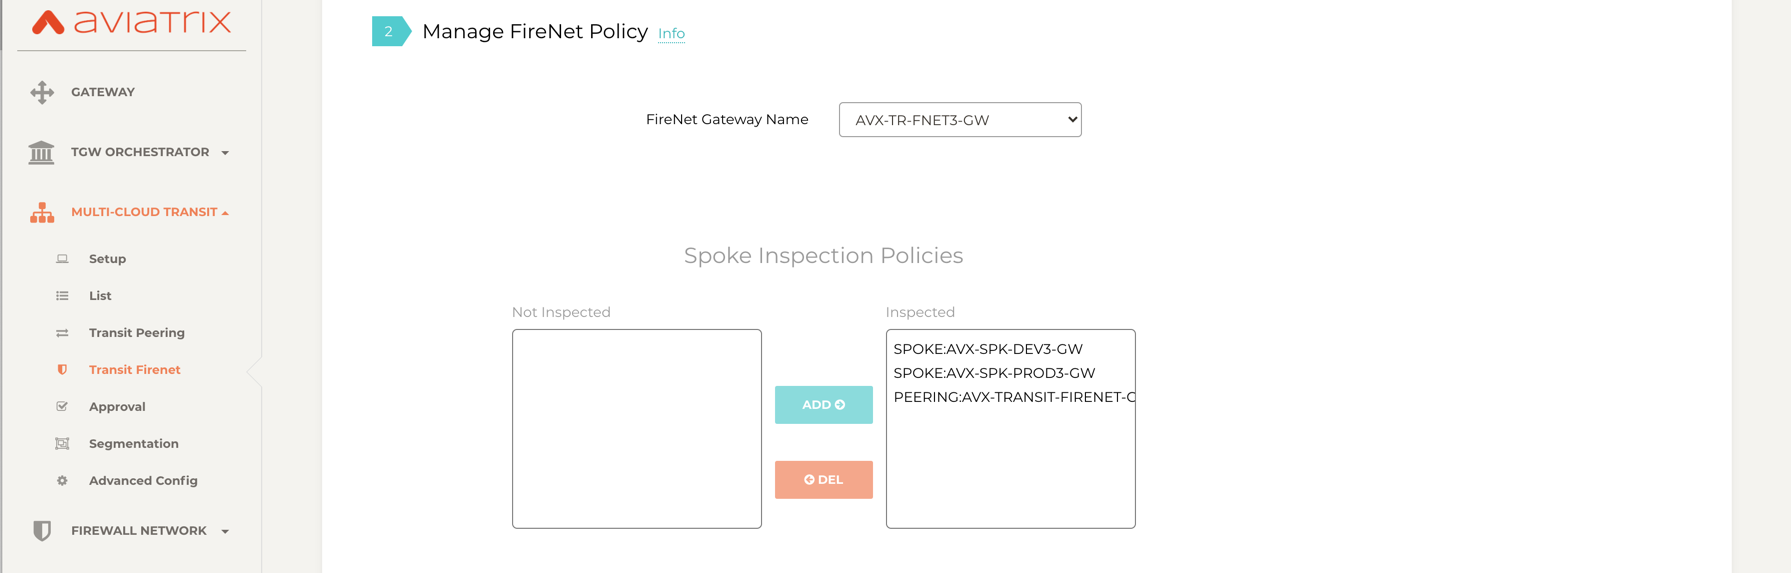 aviatrix
GATEWAY
TGW ORCHESTRATOR
MULTI-CLOUD TRANSIT
Setup
List
Transit Peering
Transit Firenet
Approval
Segmentation
Advanced Config
FIREWALL NETWORK
2 Manage FireNet Policy Info
FireNet Gateway Name AVX-TR-FNET3-GW
Spoke Inspection Policies
Not Inspected
ADD
DEL
Inspected
SPOKE:AVX-SPK-DEV3-GW
SPOKE:AVX-SPK-PROD3-GW
PEERING:AVX-TRANSIT-FIRENET-